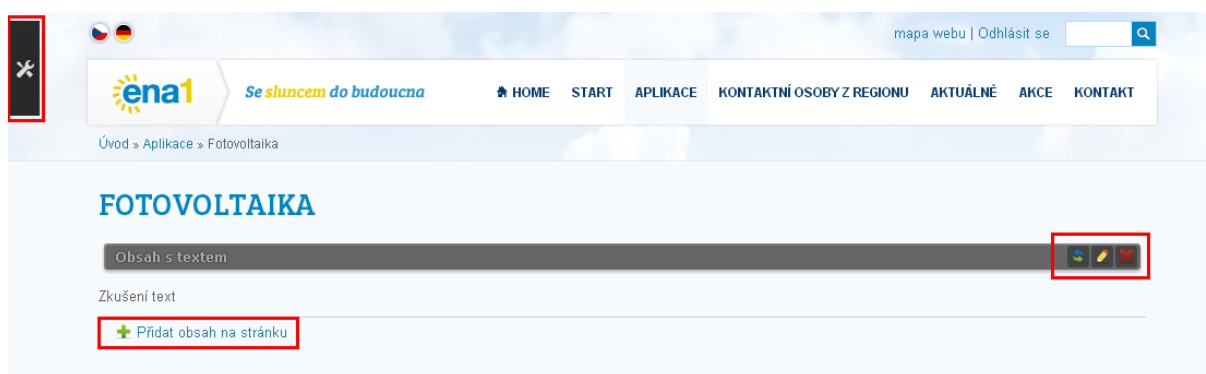 mapa webu | Odhlásit se
ena1
Se sluncem do budoucna
HOME START APLIKACE KONTAKTNÍ OSOBY Z REGIONU AKTUÁLNĚ AKCE KONTAKT
Úvod » Aplikace » Fotovoltaika
FOTOVOLTAIKA
Obsah s textem
Zkušení text
Přidat obsah na stránku